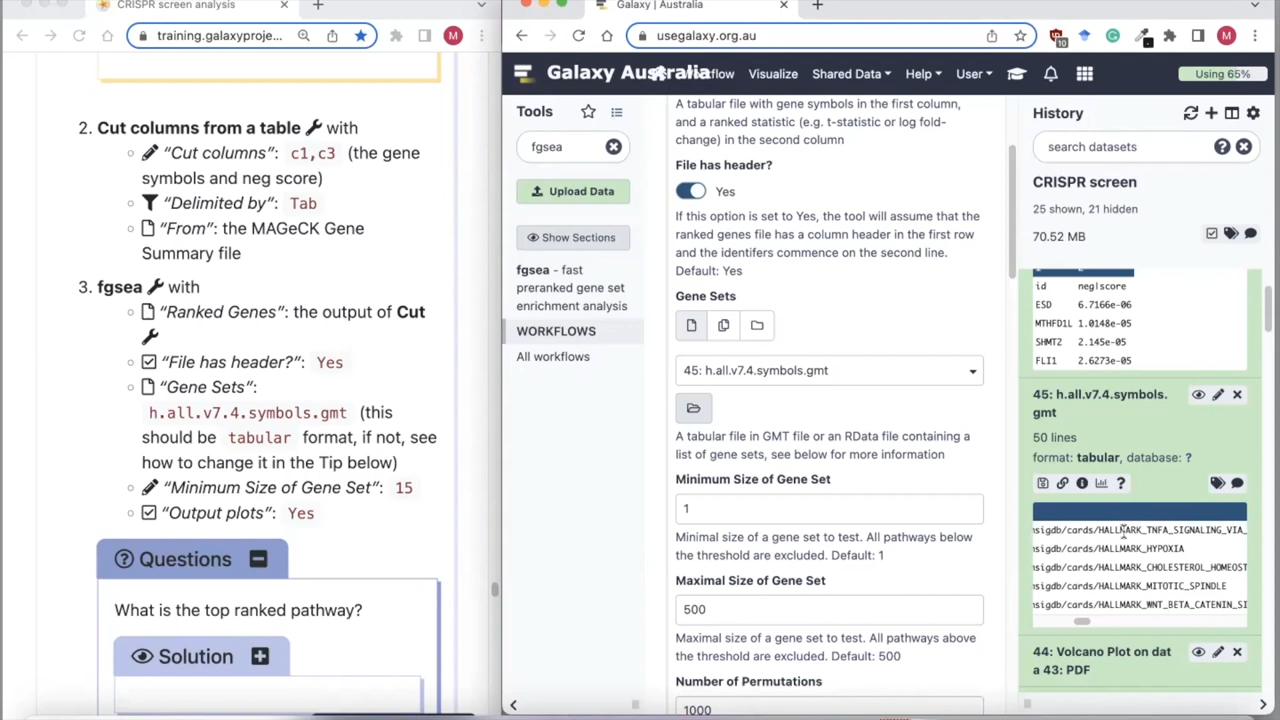 CRISPR screen analysis
training.galaxyproje...
M
2. Cut columns from a table with
"Cut columns": c1,c3 (the gene
symbols and neg score)
"Delimited by": Tab
"From": the MAGeCK Gene
Summary file
3. fgsea with
"Ranked Genes": the output of Cut
"File has header?": Yes
"Gene Sets":
h.all.v7.4.symbols.gmt (this
should be tabular format, if not, see
how to change it in the Tip below)
"Minimum Size of Gene Set": 15
"Output plots": Yes
Questions
What is the top ranked pathway?
Solution
Galaxy | Australia
usegalaxy.org.au
10
M
Galaxy Australia
Workflow
Visualize
Shared Data
Help
User
Using 65%
Tools
fgsea
Upload Data
Show Sections
fgsea - fast
preranked gene set
enrichment analysis
WORKFLOWS
All workflows
A tabular file with gene symbols in the first column,
and a ranked statistic (e.g. t-statistic or log fold-
change) in the second column
File has header?
Yes
If this option is set to Yes, the tool will assume that the
ranked genes file has a column header in the first row
and the identifers commence on the second line.
Default: Yes
Gene Sets
45: h.all.v7.4.symbols.gmt
A tabular file in GMT file or an RData file containing a
list of gene sets, see below for more information
Minimum Size of Gene Set
1
Minimal size of a gene set to test. All pathways below
the threshold are excluded. Default: 1
Maximal Size of Gene Set
500
Maximal size of a gene set to test. All pathways above
the threshold are excluded. Default: 500
Number of Permutations
1000
History
search datasets
CRISPR screen
25 shown, 21 hidden
70.52 MB
id neg|score
ESD 6.7166e-06
MTHFD1L 1.0148e-05
SHMT2 2.145e-05
FLI1 2.6273e-05
45: h.all.v7.4.symbols.
gmt
50 lines
format: tabular, database: ?
nsigdb/cards/HALLMARK_TNFA_SIGNALING_VIA_
nsigdb/cards/HALLMARK_HYPOXIA
nsigdb/cards/HALLMARK_CHOLESTEROL_HOMEOST
nsigdb/cards/HALLMARK_MITOTIC_SPINDLE
nsigdb/cards/HALLMARK_WNT_BETA_CATENIN_SI
44: Volcano Plot on dat
a 43: PDF